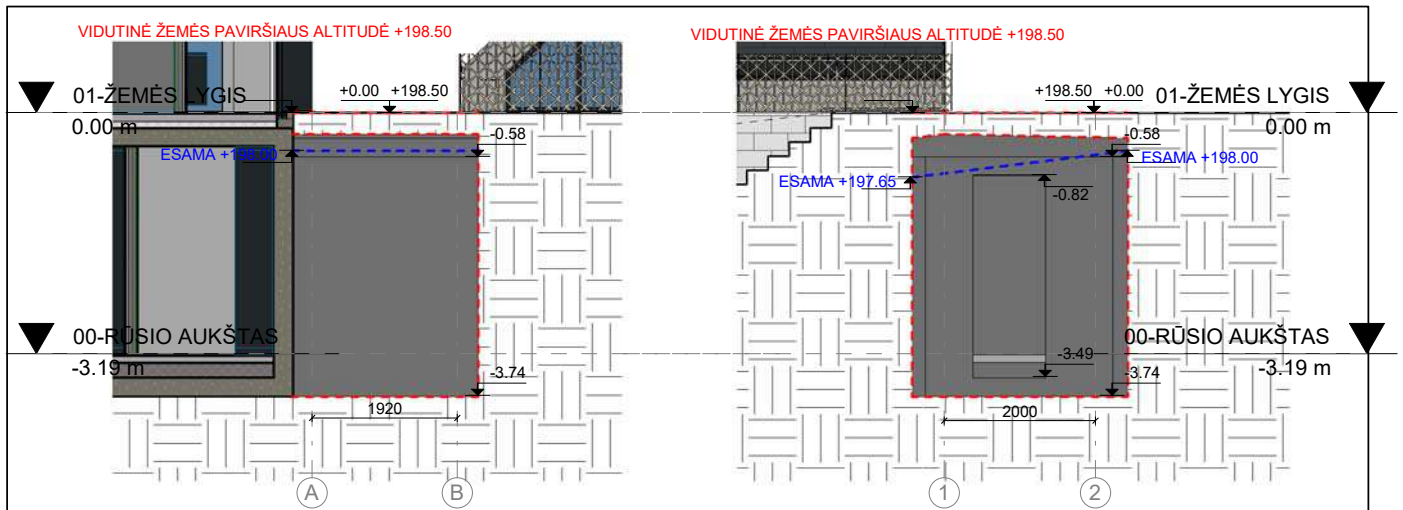 VIDUTINĖ ŽEMĖS PAVIRŠIAUS ALTITUDĖ +198.50
01-ŽEMĖS LYGIS
0.00 m
+0.00
+198.50
-0.58
ESAMA +198.00
00-RŪSIO AUKŠTAS
-3.19 m
-3.74
1920
A
B
VIDUTINĖ ŽEMĖS PAVIRŠIAUS ALTITUDĖ +198.50
+198.50
+0.00
01-ŽEMĖS LYGIS
0.00 m
-0.58
ESAMA +198.00
ESAMA +197.65
-0.82
00-RŪSIO AUKŠTAS
-3.49
-3.19 m
-3.74
2000
1
2